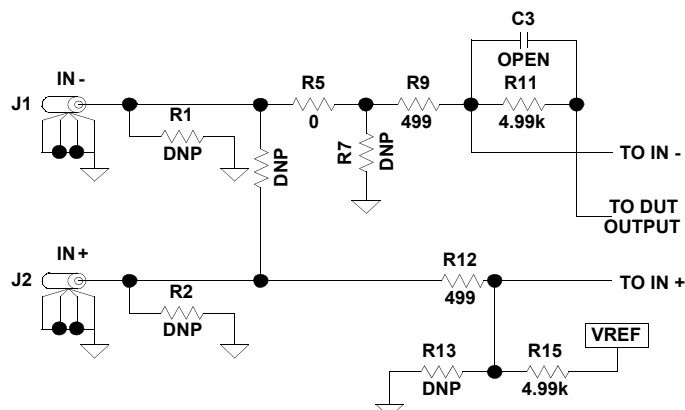 C3
OPEN
IN -
R5
R9
R11
J1
R1
0
499
4.99k
DNP
DNP
R7
DNP
TO IN -
TO DUT
OUTPUT
IN+
J2
R2
DNP
R12
499
TO IN +
VREF
R13
R15
DNP
4.99k